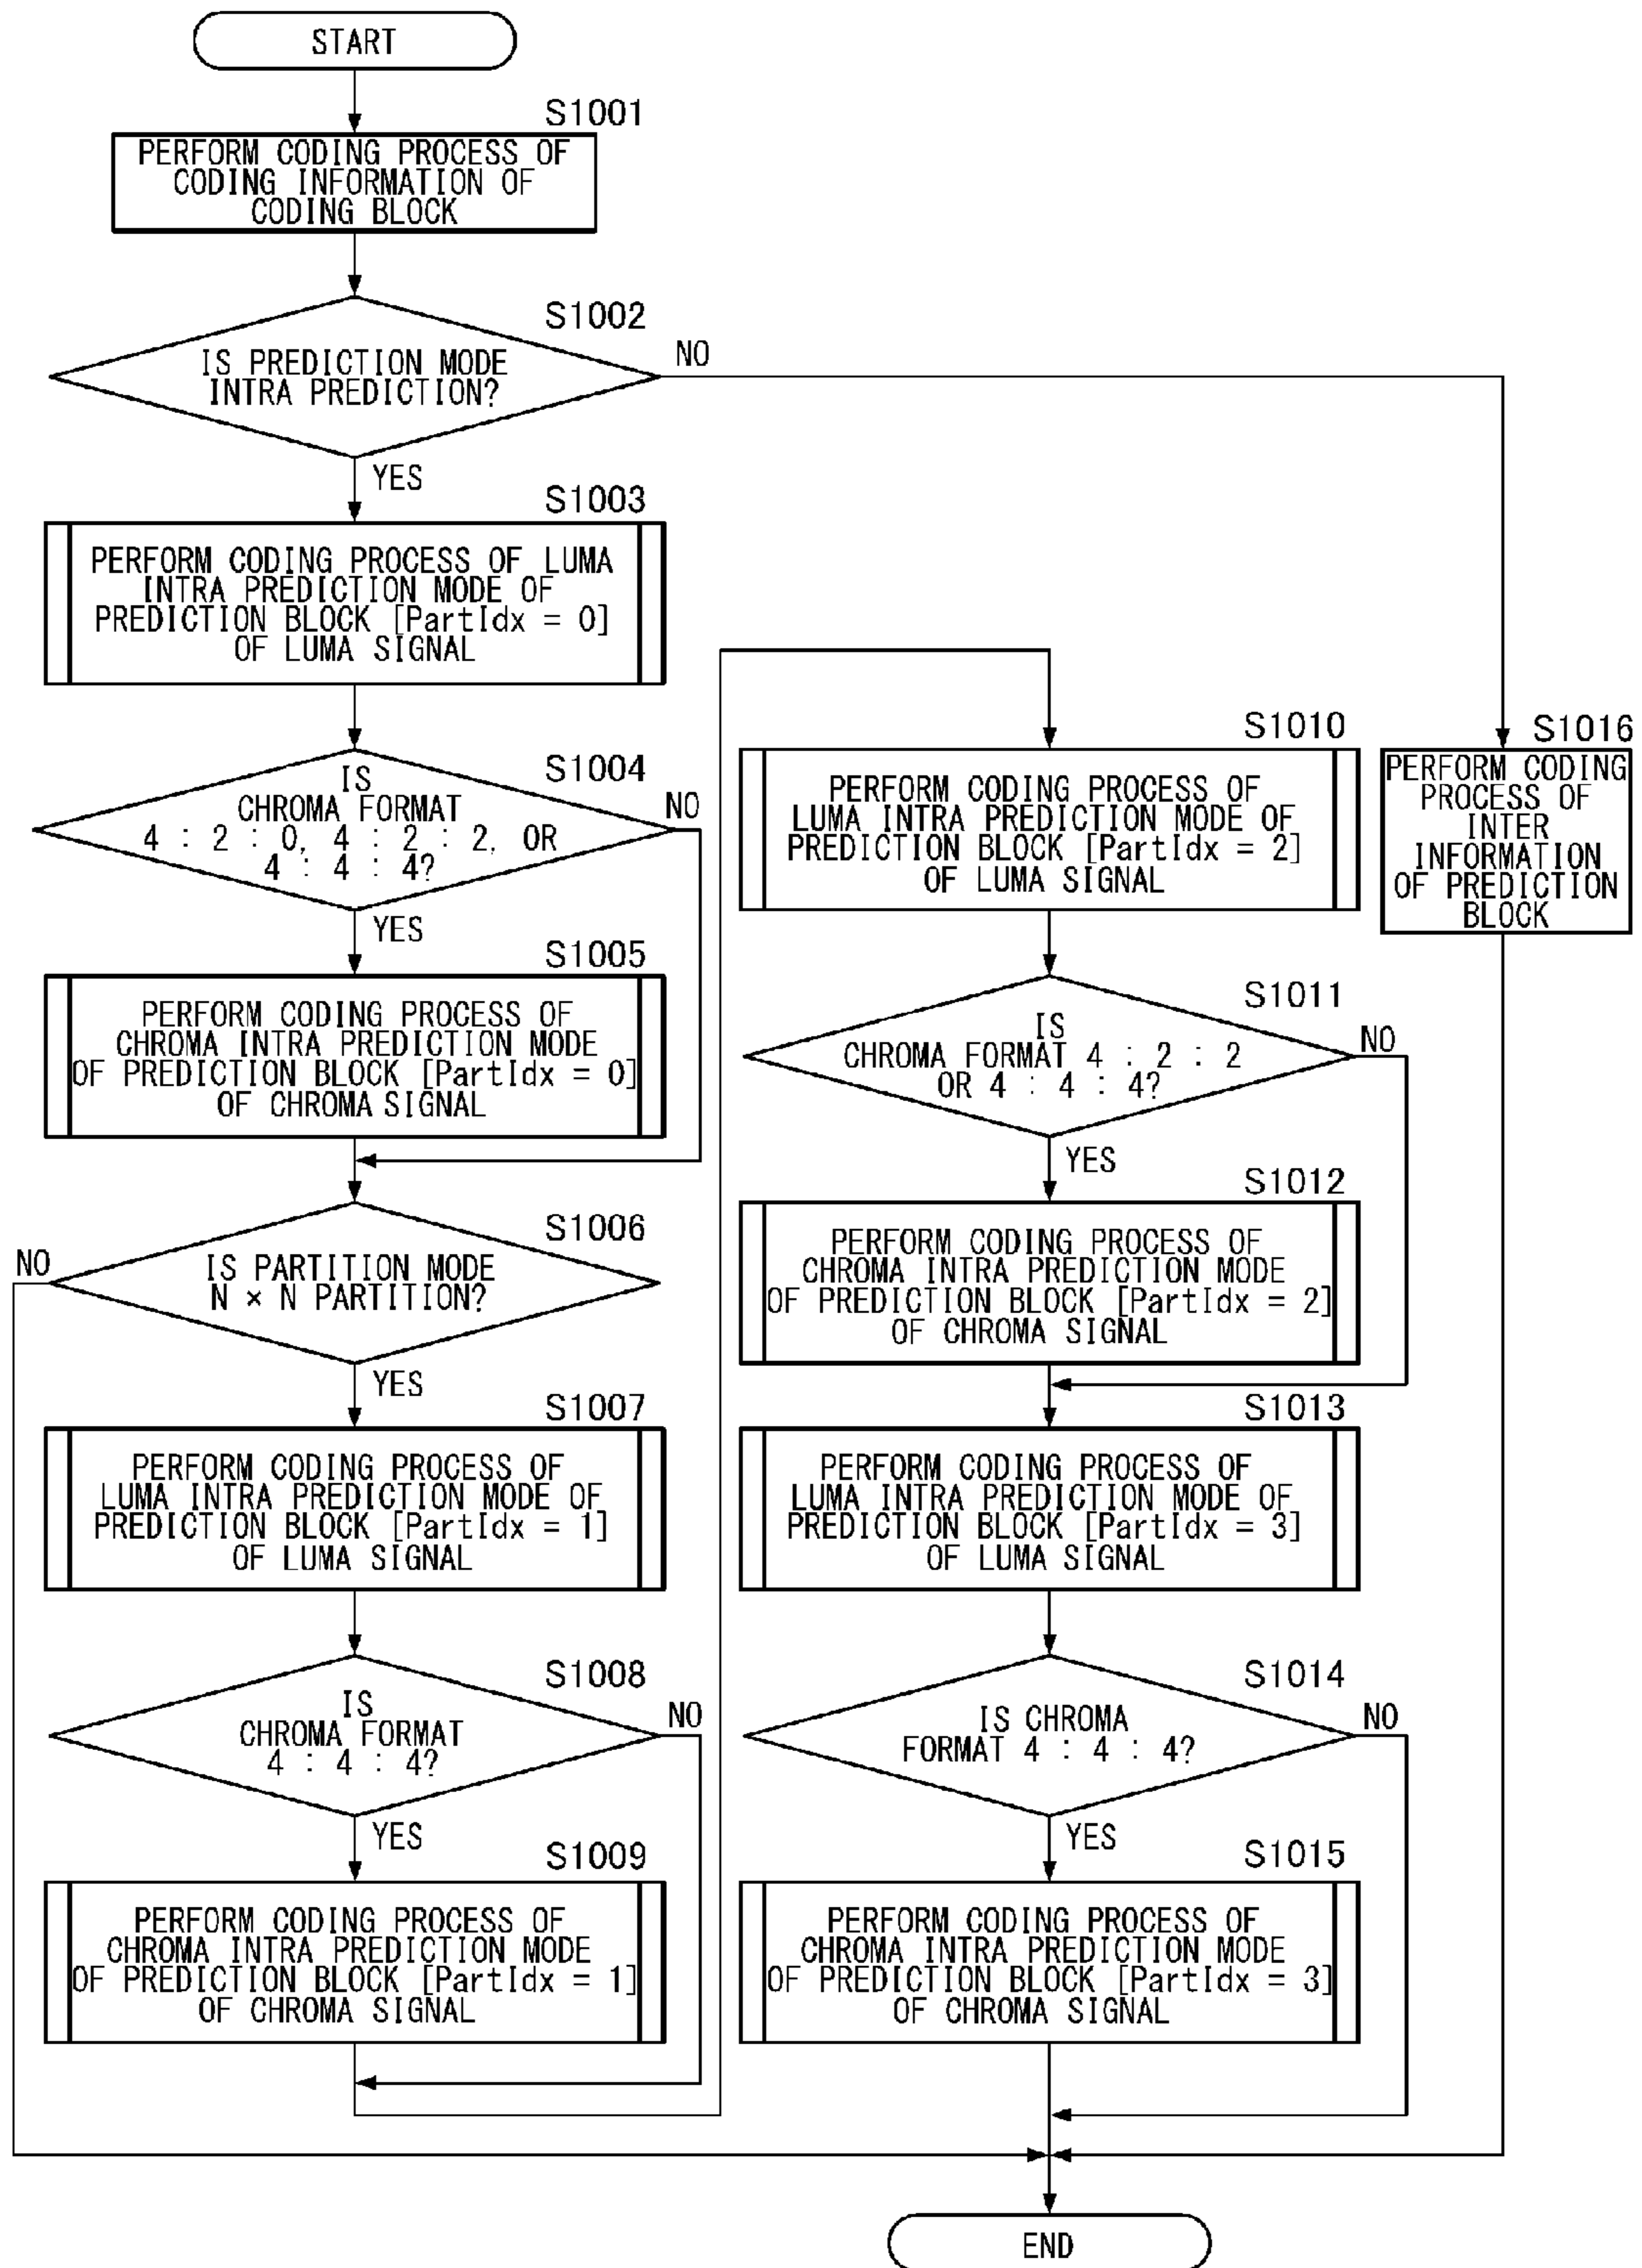 START
S1001
PERFORM CODING PROCESS OF
CODING INFORMATION OF
CODING BLOCK
S1002
IS PREDICTION MODE
INTRA PREDICTION?
NO
YES
S1003
PERFORM CODING PROCESS OF LUMA
INTRA PREDICTION MODE OF
PREDICTION BLOCK [PartIdx = 0]
OF LUMA SIGNAL
S1004
IS
CHROMA FORMAT
4 : 2 : 0, 4 : 2 : 2, OR
4 : 4 : 4?
NO
YES
S1005
PERFORM CODING PROCESS OF
CHROMA INTRA PREDICTION MODE
OF PREDICTION BLOCK [PartIdx = 0]
OF CHROMA SIGNAL
S1006
NO
IS PARTITION MODE
N × N PARTITION?
YES
S1007
PERFORM CODING PROCESS OF
LUMA INTRA PREDICTION MODE OF
PREDICTION BLOCK [PartIdx = 1]
OF LUMA SIGNAL
S1008
IS
CHROMA FORMAT
4 : 4 : 4?
NO
YES
S1009
PERFORM CODING PROCESS OF
CHROMA INTRA PREDICTION MODE
OF PREDICTION BLOCK [PartIdx = 1]
OF CHROMA SIGNAL
S1010
PERFORM CODING PROCESS OF
LUMA INTRA PREDICTION MODE OF
PREDICTION BLOCK [PartIdx = 2]
OF LUMA SIGNAL
S1011
IS
CHROMA FORMAT 4 : 2 : 2
OR 4 : 4 : 4?
NO
YES
S1012
PERFORM CODING PROCESS OF
CHROMA INTRA PREDICTION MODE
OF PREDICTION BLOCK [PartIdx = 2]
OF CHROMA SIGNAL
S1013
PERFORM CODING PROCESS OF
LUMA INTRA PREDICTION MODE OF
PREDICTION BLOCK [PartIdx = 3]
OF LUMA SIGNAL
S1014
IS CHROMA
FORMAT 4 : 4 : 4?
NO
YES
S1015
PERFORM CODING PROCESS OF
CHROMA INTRA PREDICTION MODE
OF PREDICTION BLOCK [PartIdx = 3]
OF CHROMA SIGNAL
S1016
PERFORM CODING
PROCESS OF
INTER
INFORMATION
OF PREDICTION
BLOCK
END